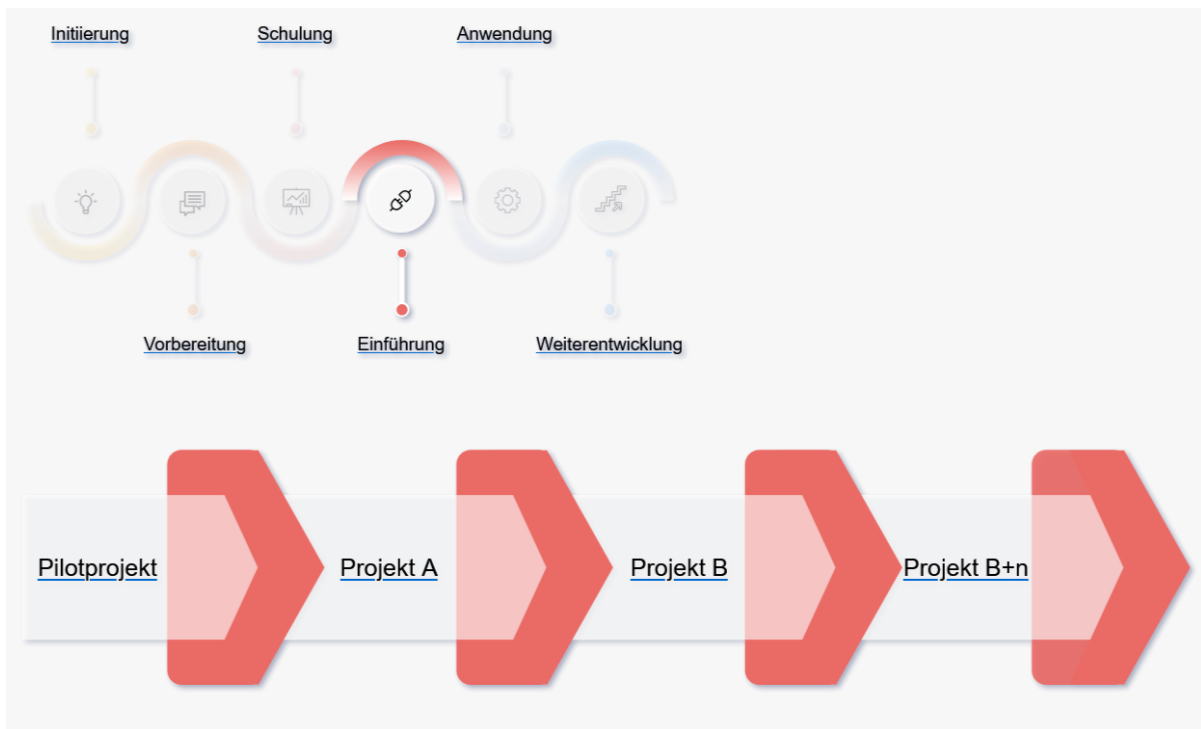 Initiierung
Schulung
Anwendung
Vorbereitung
Einführung
Weiterentwicklung
Pilotprojekt
Projekt A
Projekt B
Projekt B+n